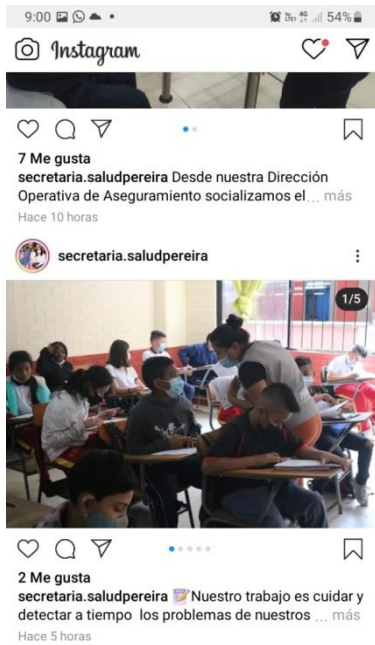 9:00
54%
Instagram
7 Me gusta
secretaria.saludpereira Desde nuestra Dirección
Operativa de Aseguramiento socializamos el... más
Hace 10 horas
secretaria.saludpereira
1/5
2 Me gusta
secretaria.saludpereira 📝Nuestro trabajo es cuidar y
detectar a tiempo los problemas de nuestros ... más
Hace 5 horas